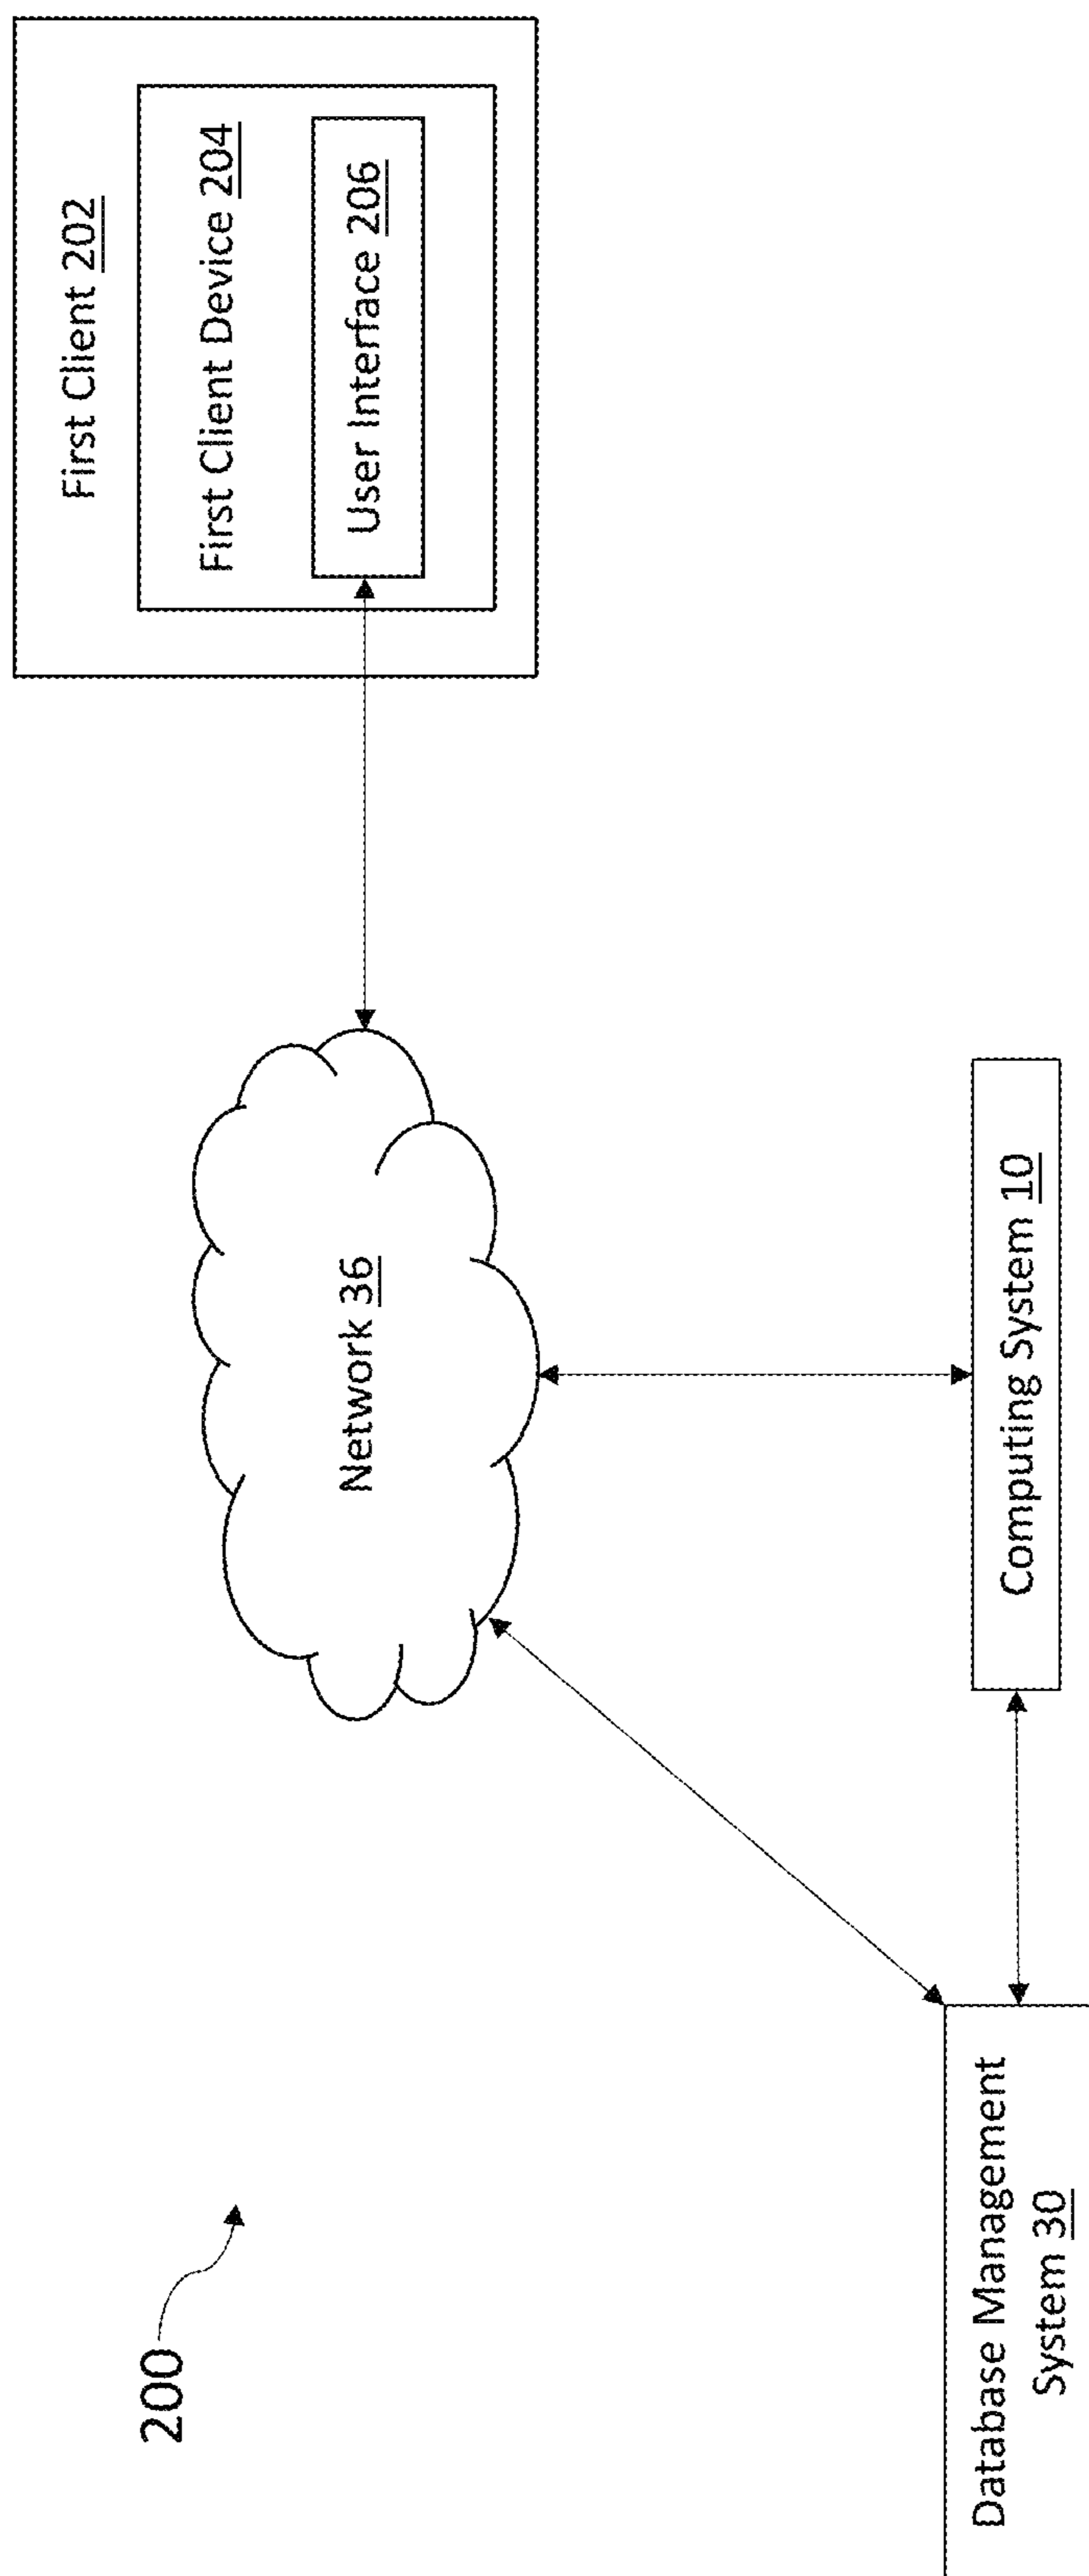 200
First Client 202
First Client Device 204
User Interface 206
Network 36
Computing System 10
Database Management
System 30